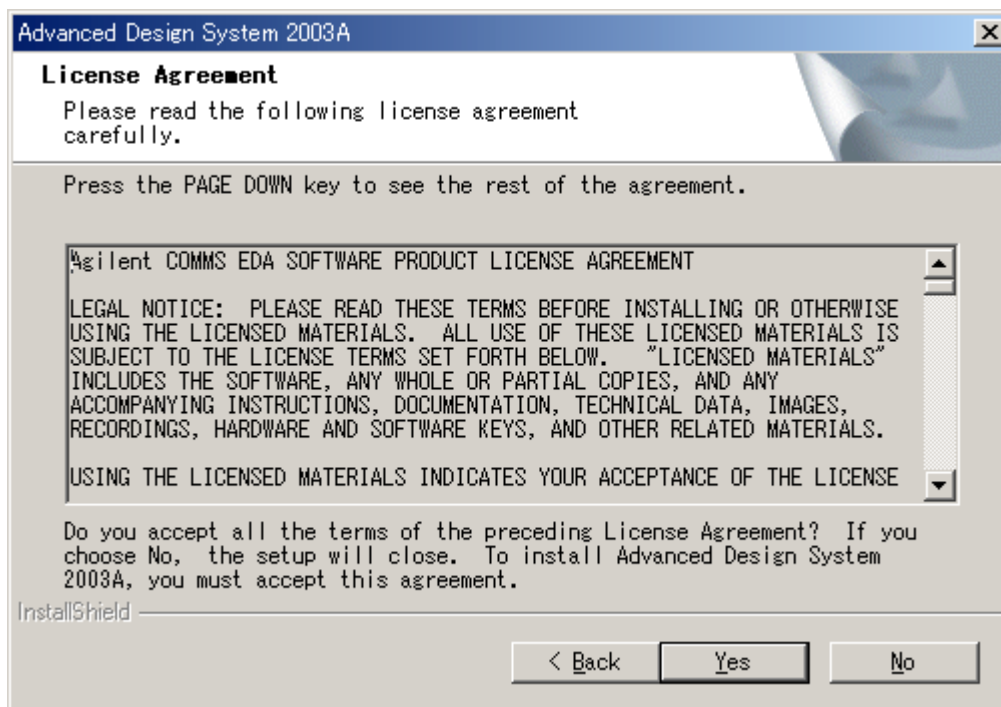 Advanced Design System 2003A
License Agreement
Please read the following license agreement
carefully.
Press the PAGE DOWN key to see the rest of the agreement.
Agilent COMMS EDA SOFTWARE PRODUCT LICENSE AGREEMENT
LEGAL NOTICE:  PLEASE READ THESE TERMS BEFORE INSTALLING OR OTHERWISE
USING THE LICENSED MATERIALS.  ALL USE OF THESE LICENSED MATERIALS IS
SUBJECT TO THE LICENSE TERMS SET FORTH BELOW.   "LICENSED MATERIALS"
INCLUDES THE SOFTWARE, ANY WHOLE OR PARTIAL COPIES, AND ANY
ACCOMPANYING INSTRUCTIONS, DOCUMENTATION, TECHNICAL DATA, IMAGES,
RECORDINGS, HARDWARE AND SOFTWARE KEYS, AND OTHER RELATED MATERIALS.
USING THE LICENSED MATERIALS INDICATES YOUR ACCEPTANCE OF THE LICENSE
Do you accept all the terms of the preceding License Agreement?  If you
choose No,  the setup will close.  To install Advanced Design System
2003A, you must accept this agreement.
InstallShield
< Back
Yes
No